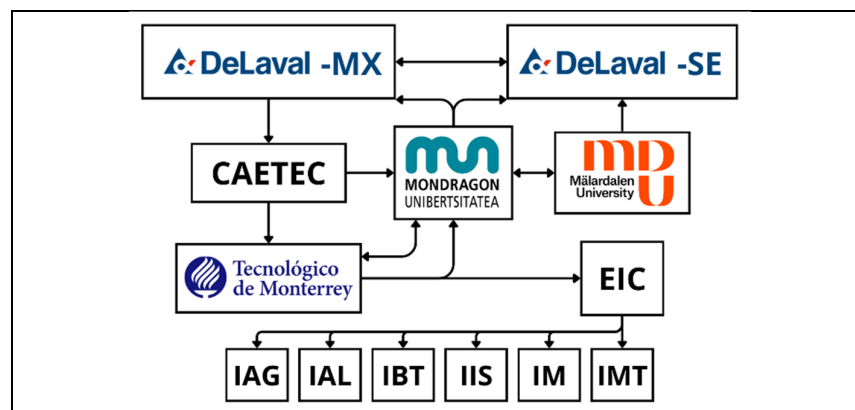 DeLaval -MX
DeLaval -SE
CAETEC
MONDRAGON
UNIBERTSITATEA
mdu
Mälardalen
University
Tecnológico
de Monterrey
EIC
IAG
IAL
IBT
IIS
IM
IMT